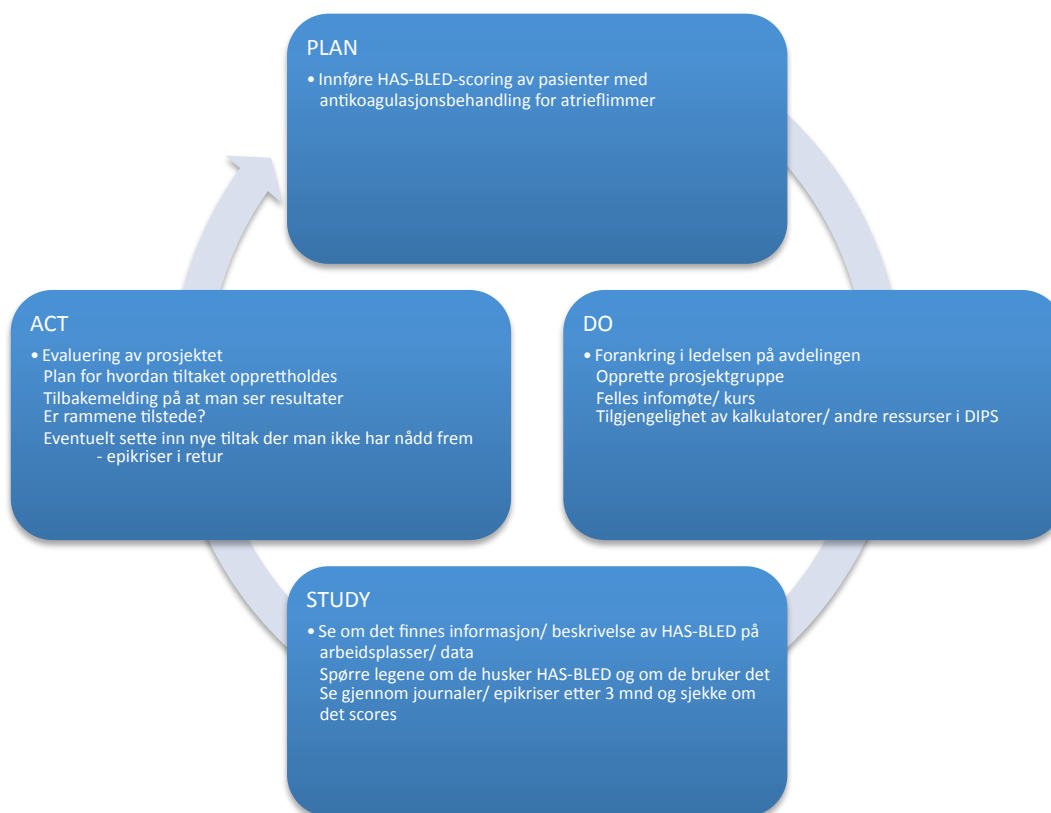 PLAN
• Innføre HAS-BLED-scoring av pasienter med
antikoagulasjonsbehandling for atrieflimmer
DO
• Forankring i ledelsen på avdelingen
Opprette prosjektgruppe
Felles infomøte/ kurs
Tilgjengelighet av kalkulatorer/ andre ressurser i DIPS
STUDY
• Se om det finnes informasjon/ beskrivelse av HAS-BLED på
arbeidsplasser/ data
Spørre legene om de husker HAS-BLED og om de bruker det
Se gjennom journaler/ epikriser etter 3 mnd og sjekke om
det scores
ACT
• Evaluering av prosjektet
Plan for hvordan tiltaket opprettholdes
Tilbakemelding på at man ser resultater
Er rammene tilstede?
Eventuelt sette inn nye tiltak der man ikke har nådd frem
- epikriser i retur